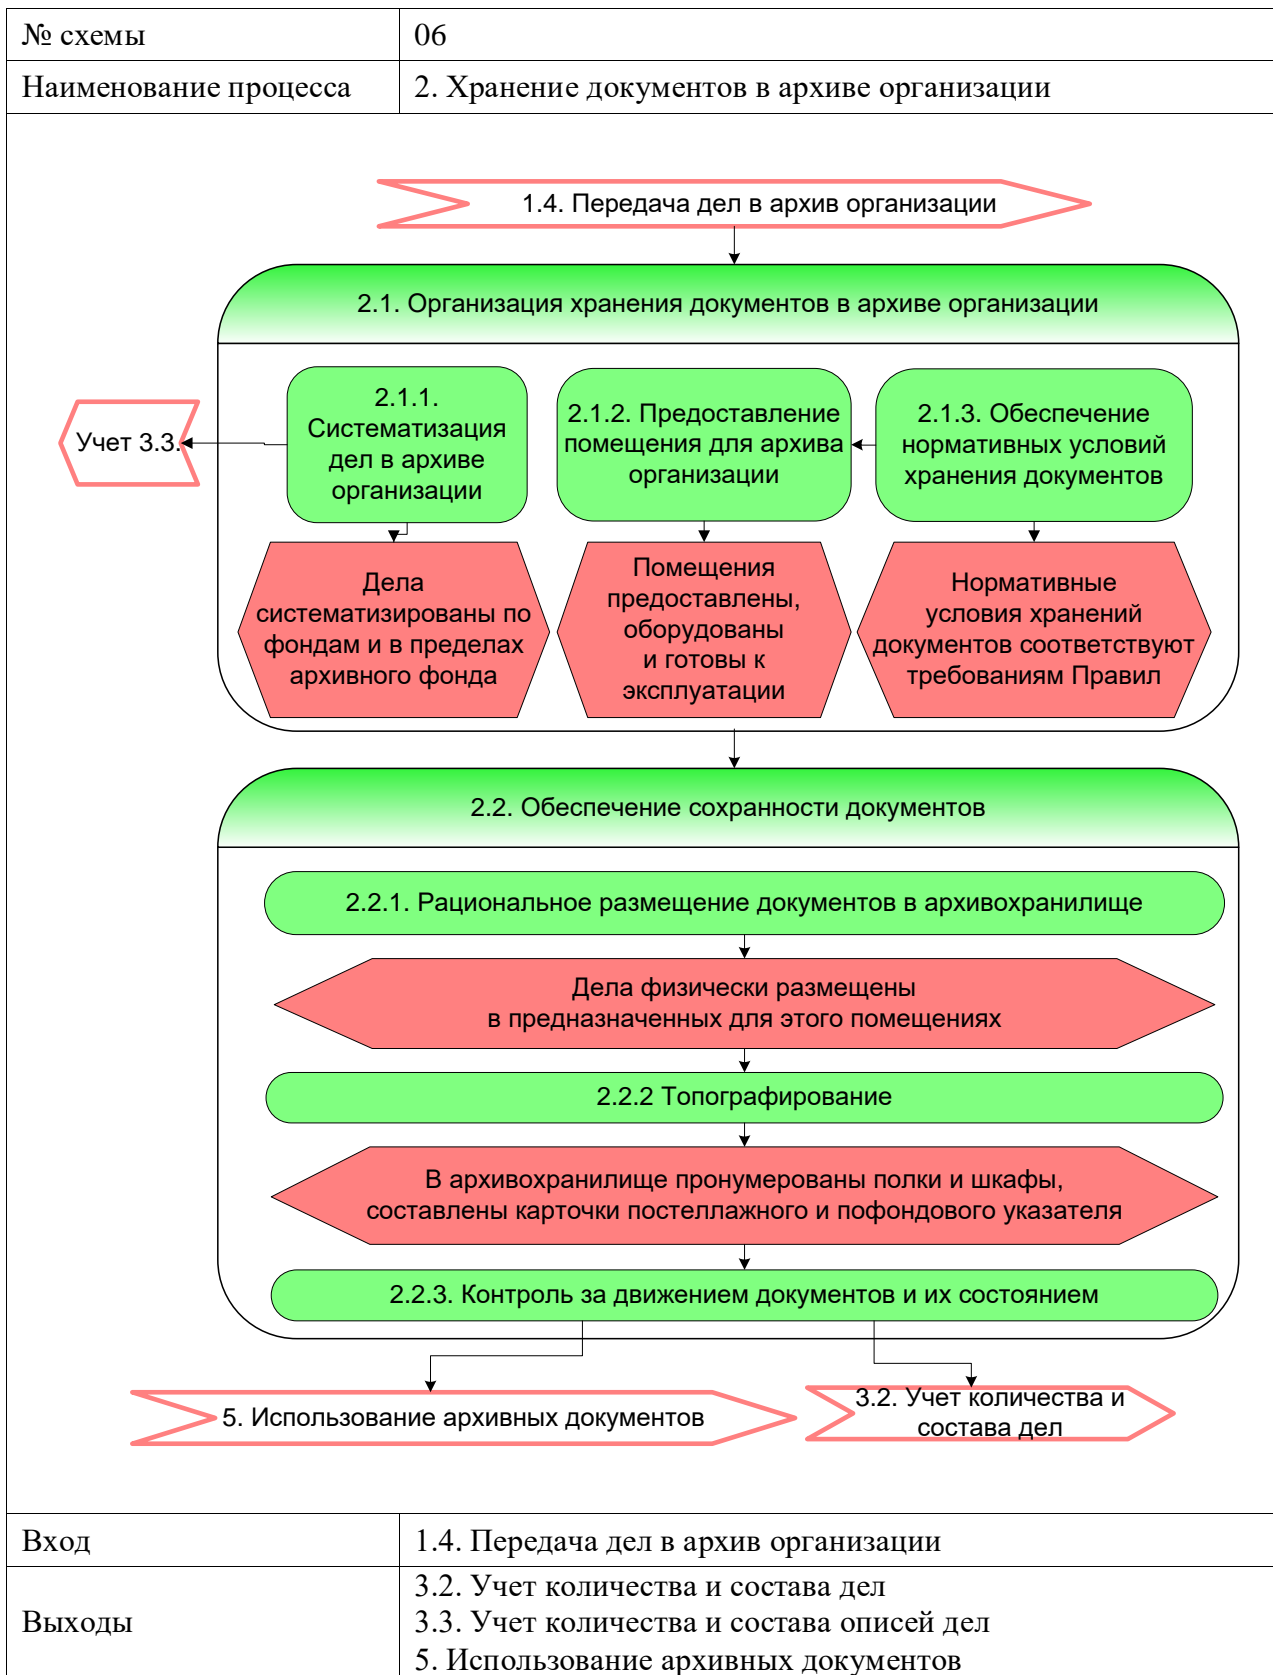 № схемы
06
Наименование процесса
2. Хранение документов в архиве организации
1.4. Передача дел в архив организации
2.1. Организация хранения документов в архиве организации
Учет 3.3.
2.1.1.
Систематизация
дел в архиве
организации
2.1.2. Предоставление
помещения для архива
организации
2.1.3. Обеспечение
нормативных условий
хранения документов
Дела
систематизированы по
фондам и в пределах
архивного фонда
Помещения
предоставлены,
оборудованы
и готовы к
эксплуатации
Нормативные
условия хранений
документов соответствуют
требованиям Правил
2.2. Обеспечение сохранности документов
2.2.1. Рациональное размещение документов в архивохранилище
Дела физически размещены
в предназначенных для этого помещениях
2.2.2 Топографирование
В архивохранилище пронумерованы полки и шкафы,
составлены карточки постеллажного и пофондового указателя
2.2.3. Контроль за движением документов и их состоянием
5. Использование архивных документов
3.2. Учет количества и
состава дел
Вход
1.4. Передача дел в архив организации
Выходы
3.2. Учет количества и состава дел
3.3. Учет количества и состава описей дел
5. Использование архивных документов